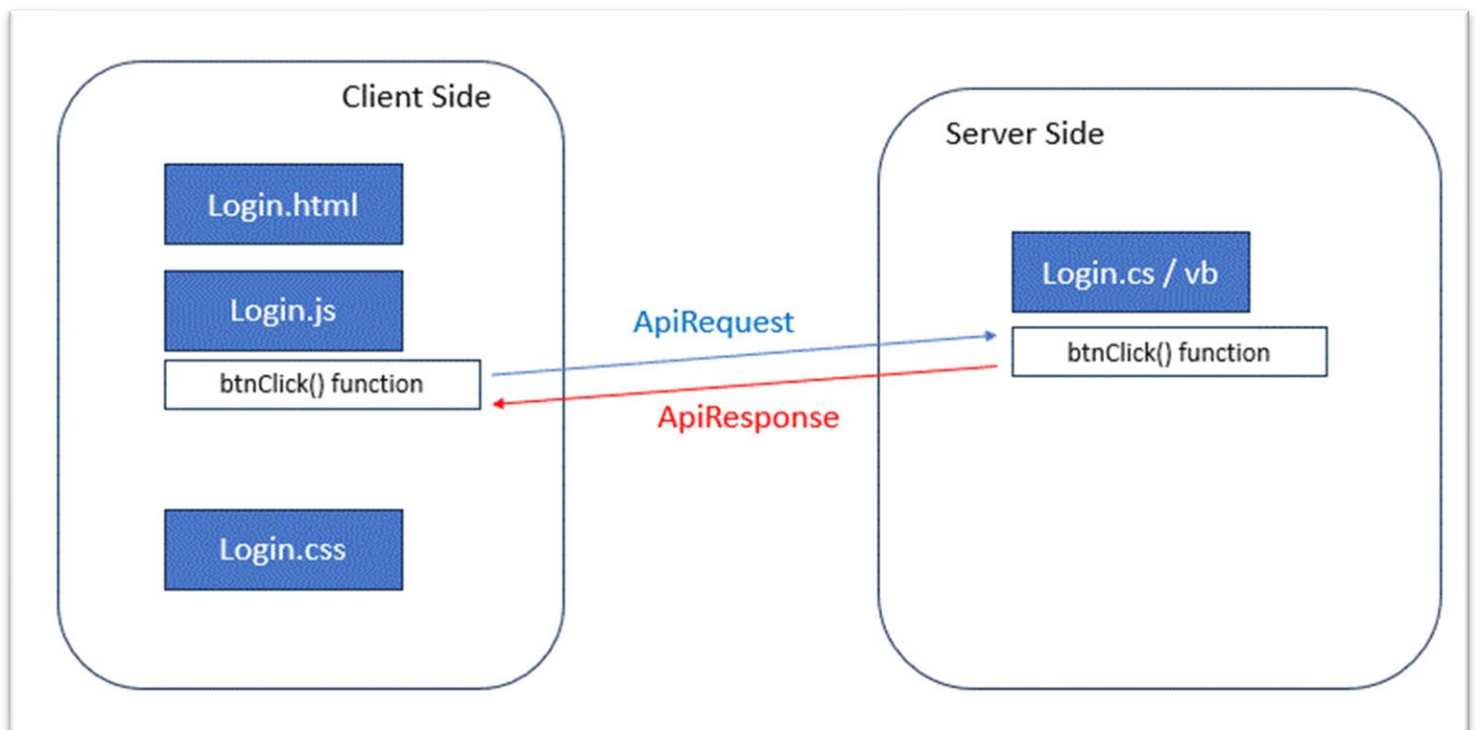 Client Side
Login.html
Login.js
btnClick() function
Login.css
ApiRequest
ApiResponse
Server Side
Login.cs / vb
btnClick() function